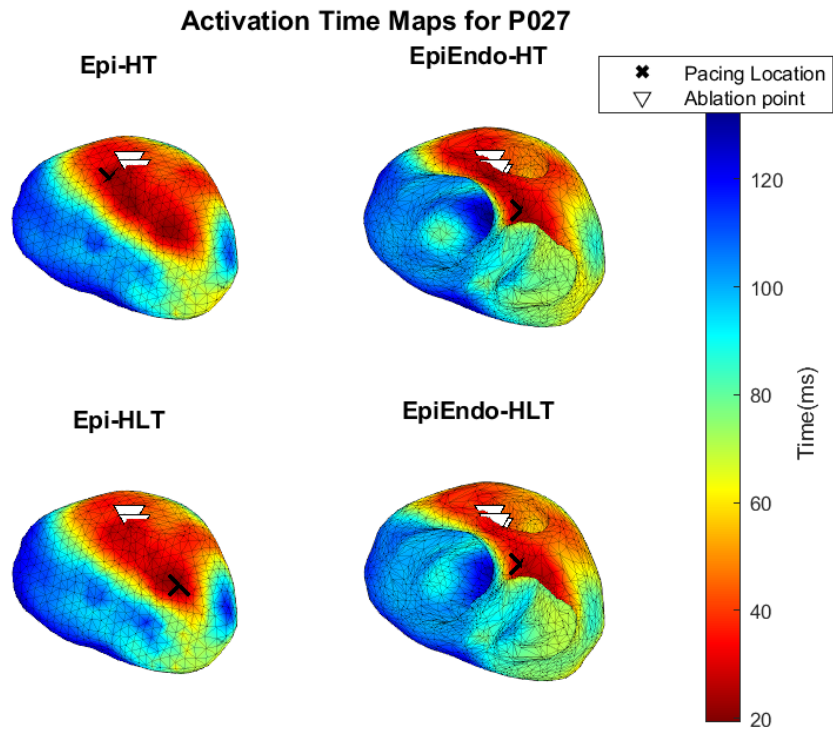 Activation Time Maps for P027
Epi-HT
EpiEndo-HT
Pacing Location
Ablation point
Epi-HLT
EpiEndo-HLT
120
100
80
60
40
20
Time(ms)